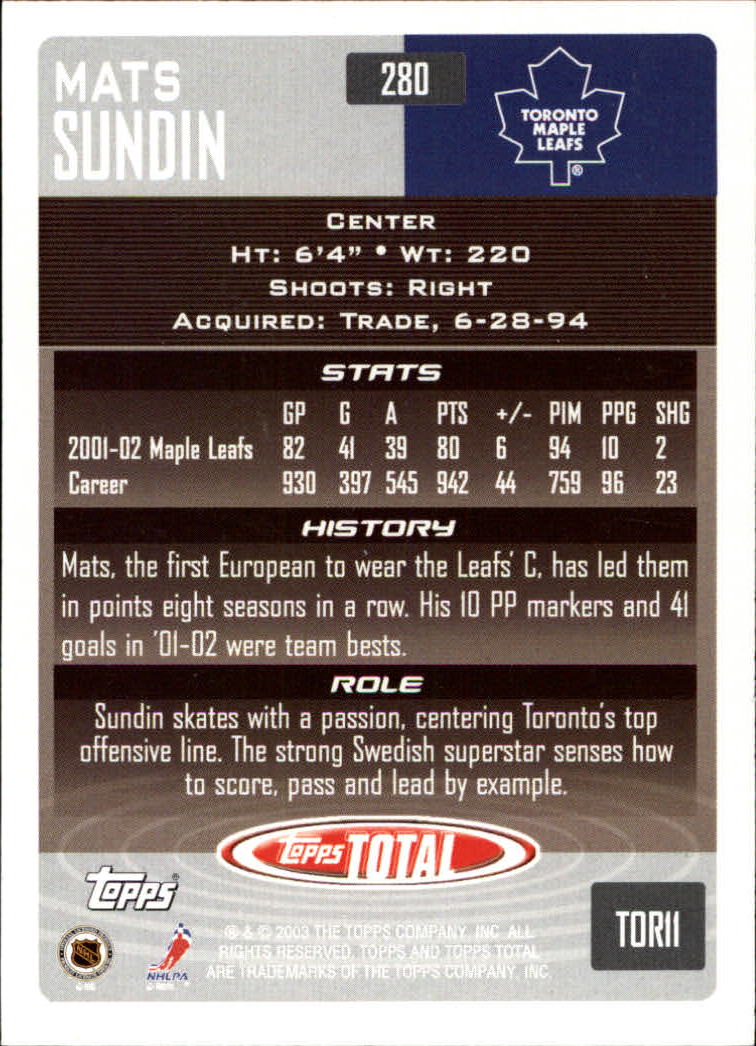 MATS
SUNDIN
280
TORONTO
MAPLE
LEAFS
®
CENTER
HT: 6'4" • WT: 220
SHOOTS: RIGHT
ACQUIRED: TRADE, 6-28-94
STATS
GP G A PTS +/- PIM PPG SHG
2001-02 Maple Leafs 82 41 39 80 6 94 10 2
Career 930 397 545 942 44 759 96 23
HISTORY
Mats, the first European to wear the Leafs' C, has led them
in points eight seasons in a row. His 10 PP markers and 41
goals in '01-02 were team bests.
ROLE
Sundin skates with a passion, centering Toronto's top
offensive line. The strong Swedish superstar senses how
to score, pass and lead by example.
Topps TOTAL
Topps®
TOR11
® & © 2003 THE TOPPS COMPANY, INC. ALL
RIGHTS RESERVED. TOPPS AND TOPPS TOTAL
ARE TRADEMARKS OF THE TOPPS COMPANY, INC.
NHL
NHLPA